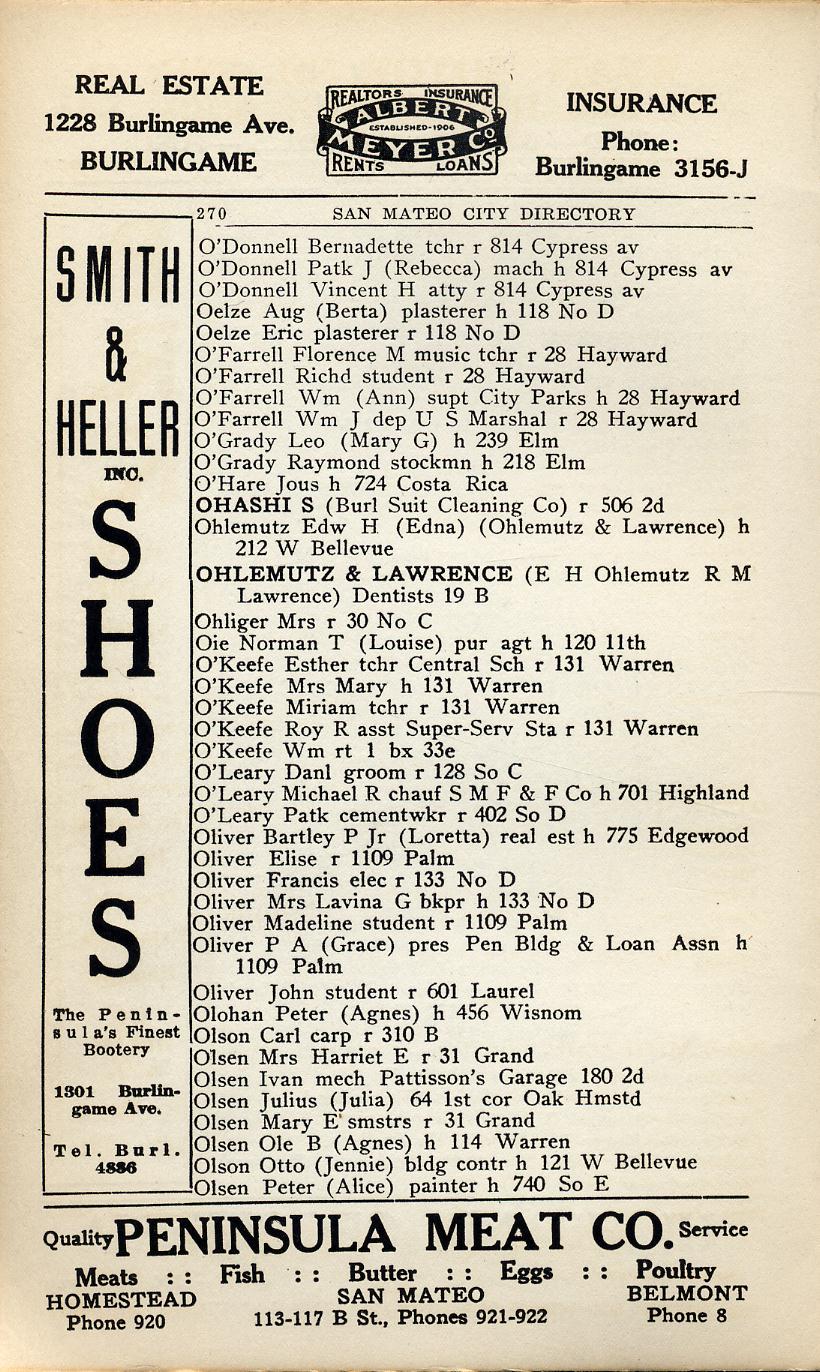 REAL ESTATE
1228 Burlingame Ave.
BURLINGAME
REALTORS INSURANCE
ALBERT
ESTABLISHED-1906
MEYER Co
RENTS LOANS
INSURANCE
Phone:
Burlingame 3156-J
270 SAN MATEO CITY DIRECTORY
SMITH
&
HELLER
INC.
S
H
O
E
S
The Penin-
sula's Finest
Bootery
1301 Burlin-
game Ave.
Tel. Burl.
4886
O'Donnell Bernadette tchr r 814 Cypress av
O'Donnell Patk J (Rebecca) mach h 814 Cypress av
O'Donnell Vincent H atty r 814 Cypress av
Oelze Aug (Berta) plasterer h 118 No D
Oelze Eric plasterer r 118 No D
O'Farrell Florence M music tchr r 28 Hayward
O'Farrell Richd student r 28 Hayward
O'Farrell Wm (Ann) supt City Parks h 28 Hayward
O'Farrell Wm J dep U S Marshal r 28 Hayward
O'Grady Leo (Mary G) h 239 Elm
O'Grady Raymond stockmn h 218 Elm
O'Hare Jous h 724 Costa Rica
OHASHI S (Burl Suit Cleaning Co) r 506 2d
Ohlemutz Edw H (Edna) (Ohlemutz & Lawrence) h
212 W Bellevue
OHLEMUTZ & LAWRENCE (E H Ohlemutz R M
Lawrence) Dentists 19 B
Ohliger Mrs r 30 No C
Oie Norman T (Louise) pur agt h 120 11th
O'Keefe Esther tchr Central Sch r 131 Warren
O'Keefe Mrs Mary h 131 Warren
O'Keefe Miriam tchr r 131 Warren
O'Keefe Roy R asst Super-Serv Sta r 131 Warren
O'Keefe Wm rt 1 bx 33e
O'Leary Danl groom r 128 So C
O'Leary Michael R chauf S M F & F Co h 701 Highland
O'Leary Patk cementwkr r 402 So D
Oliver Bartley P Jr (Loretta) real est h 775 Edgewood
Oliver Elise r 1109 Palm
Oliver Francis elec r 133 No D
Oliver Mrs Lavina G bkpr h 133 No D
Oliver Madeline student r 1109 Palm
Oliver P A (Grace) pres Pen Bldg & Loan Assn h
1109 Palm
Oliver John student r 601 Laurel
Olohan Peter (Agnes) h 456 Wisnom
Olson Carl carp r 310 B
Olsen Mrs Harriet E r 31 Grand
Olsen Ivan mech Pattisson's Garage 180 2d
Olsen Julius (Julia) 64 1st cor Oak Hmstd
Olsen Mary E smstrs r 31 Grand
Olsen Ole B (Agnes) h 114 Warren
Olson Otto (Jennie) bldg contr h 121 W Bellevue
Olsen Peter (Alice) painter h 740 So E
Quality PENINSULA MEAT CO. Service
Meats : : Fish : : Butter : : Eggs : : Poultry
HOMESTEAD SAN MATEO BELMONT
Phone 920 113-117 B St., Phones 921-922 Phone 8